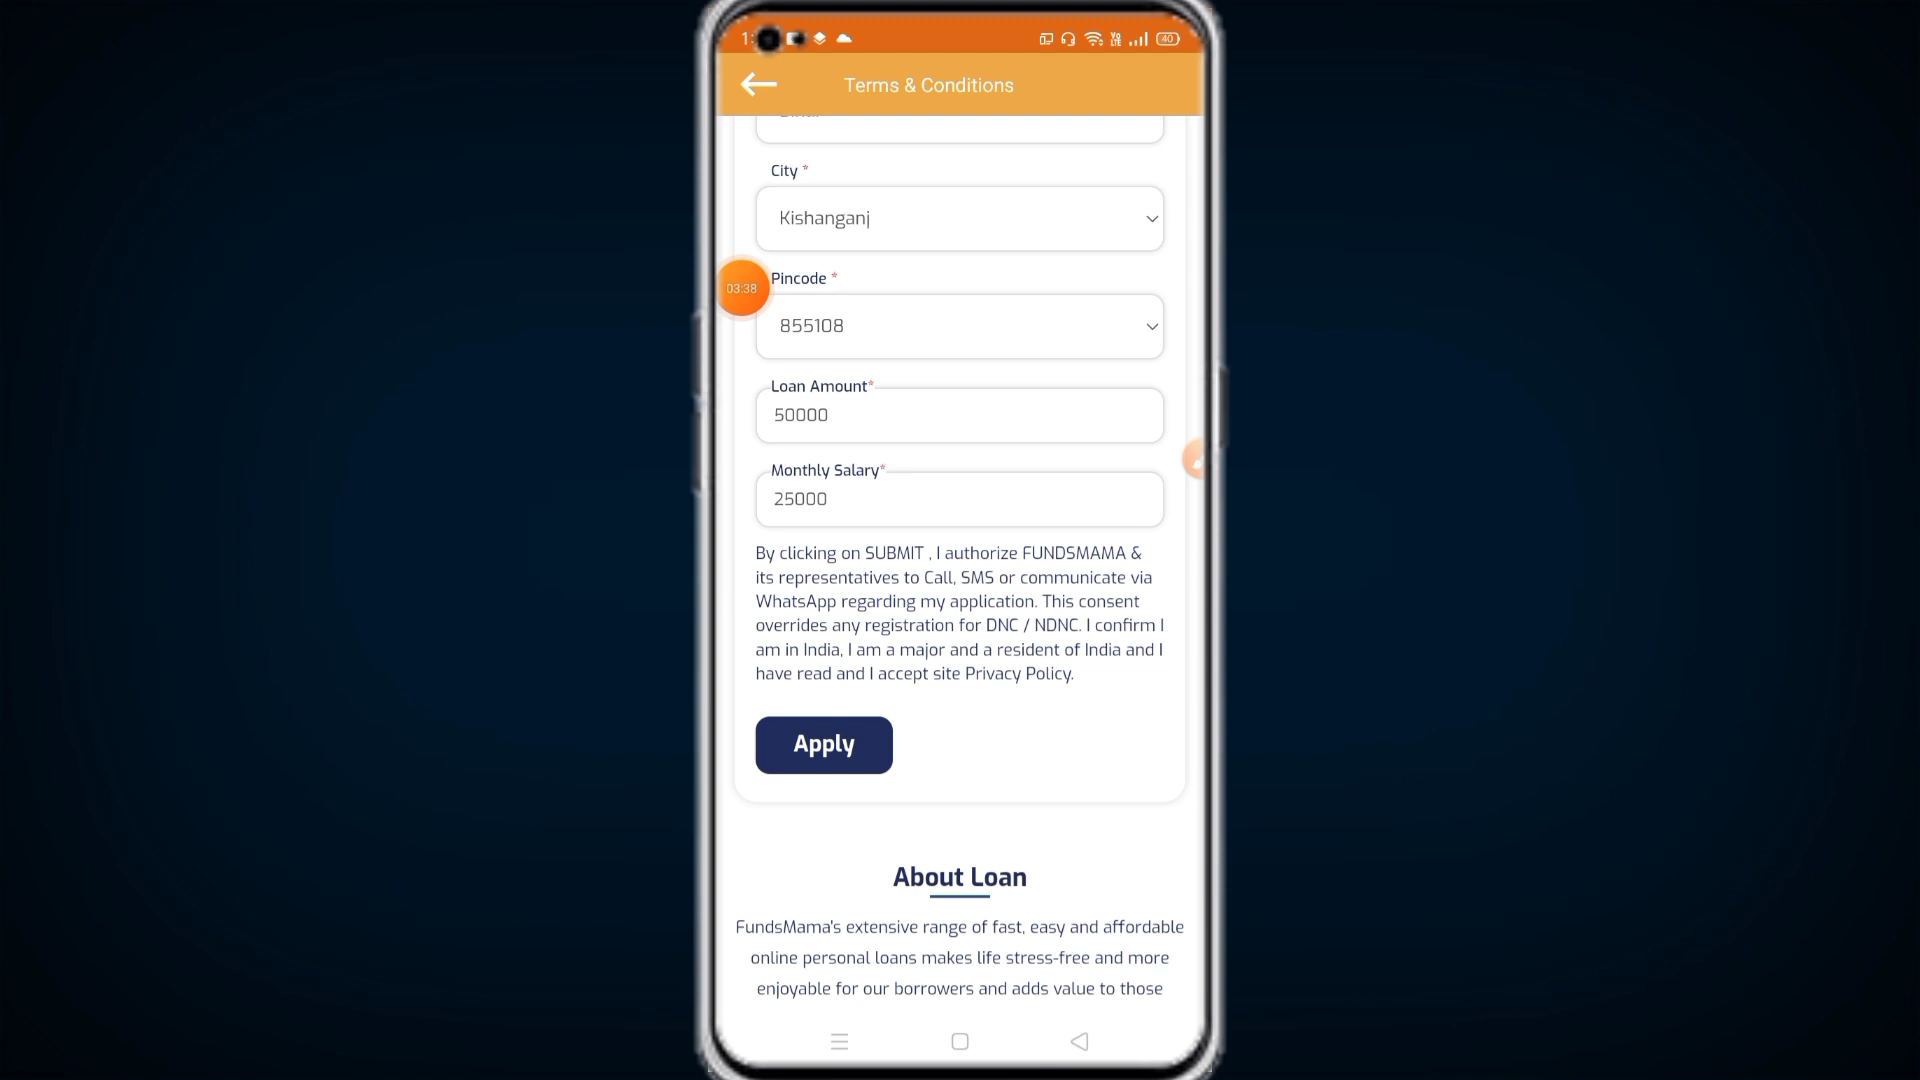 40
Terms & Conditions
City *
Kishanganj
03:38
Pincode *
855108
Loan Amount*
50000
Monthly Salary*
25000
By clicking on SUBMIT , I authorize FUNDSMAMA &
its representatives to Call, SMS or communicate via
WhatsApp regarding my application. This consent
overrides any registration for DNC / NDNC. I confirm I
am in India, I am a major and a resident of India and I
have read and I accept site Privacy Policy.
Apply
About Loan
FundsMama's extensive range of fast, easy and affordable
online personal loans makes life stress-free and more
enjoyable for our borrowers and adds value to those